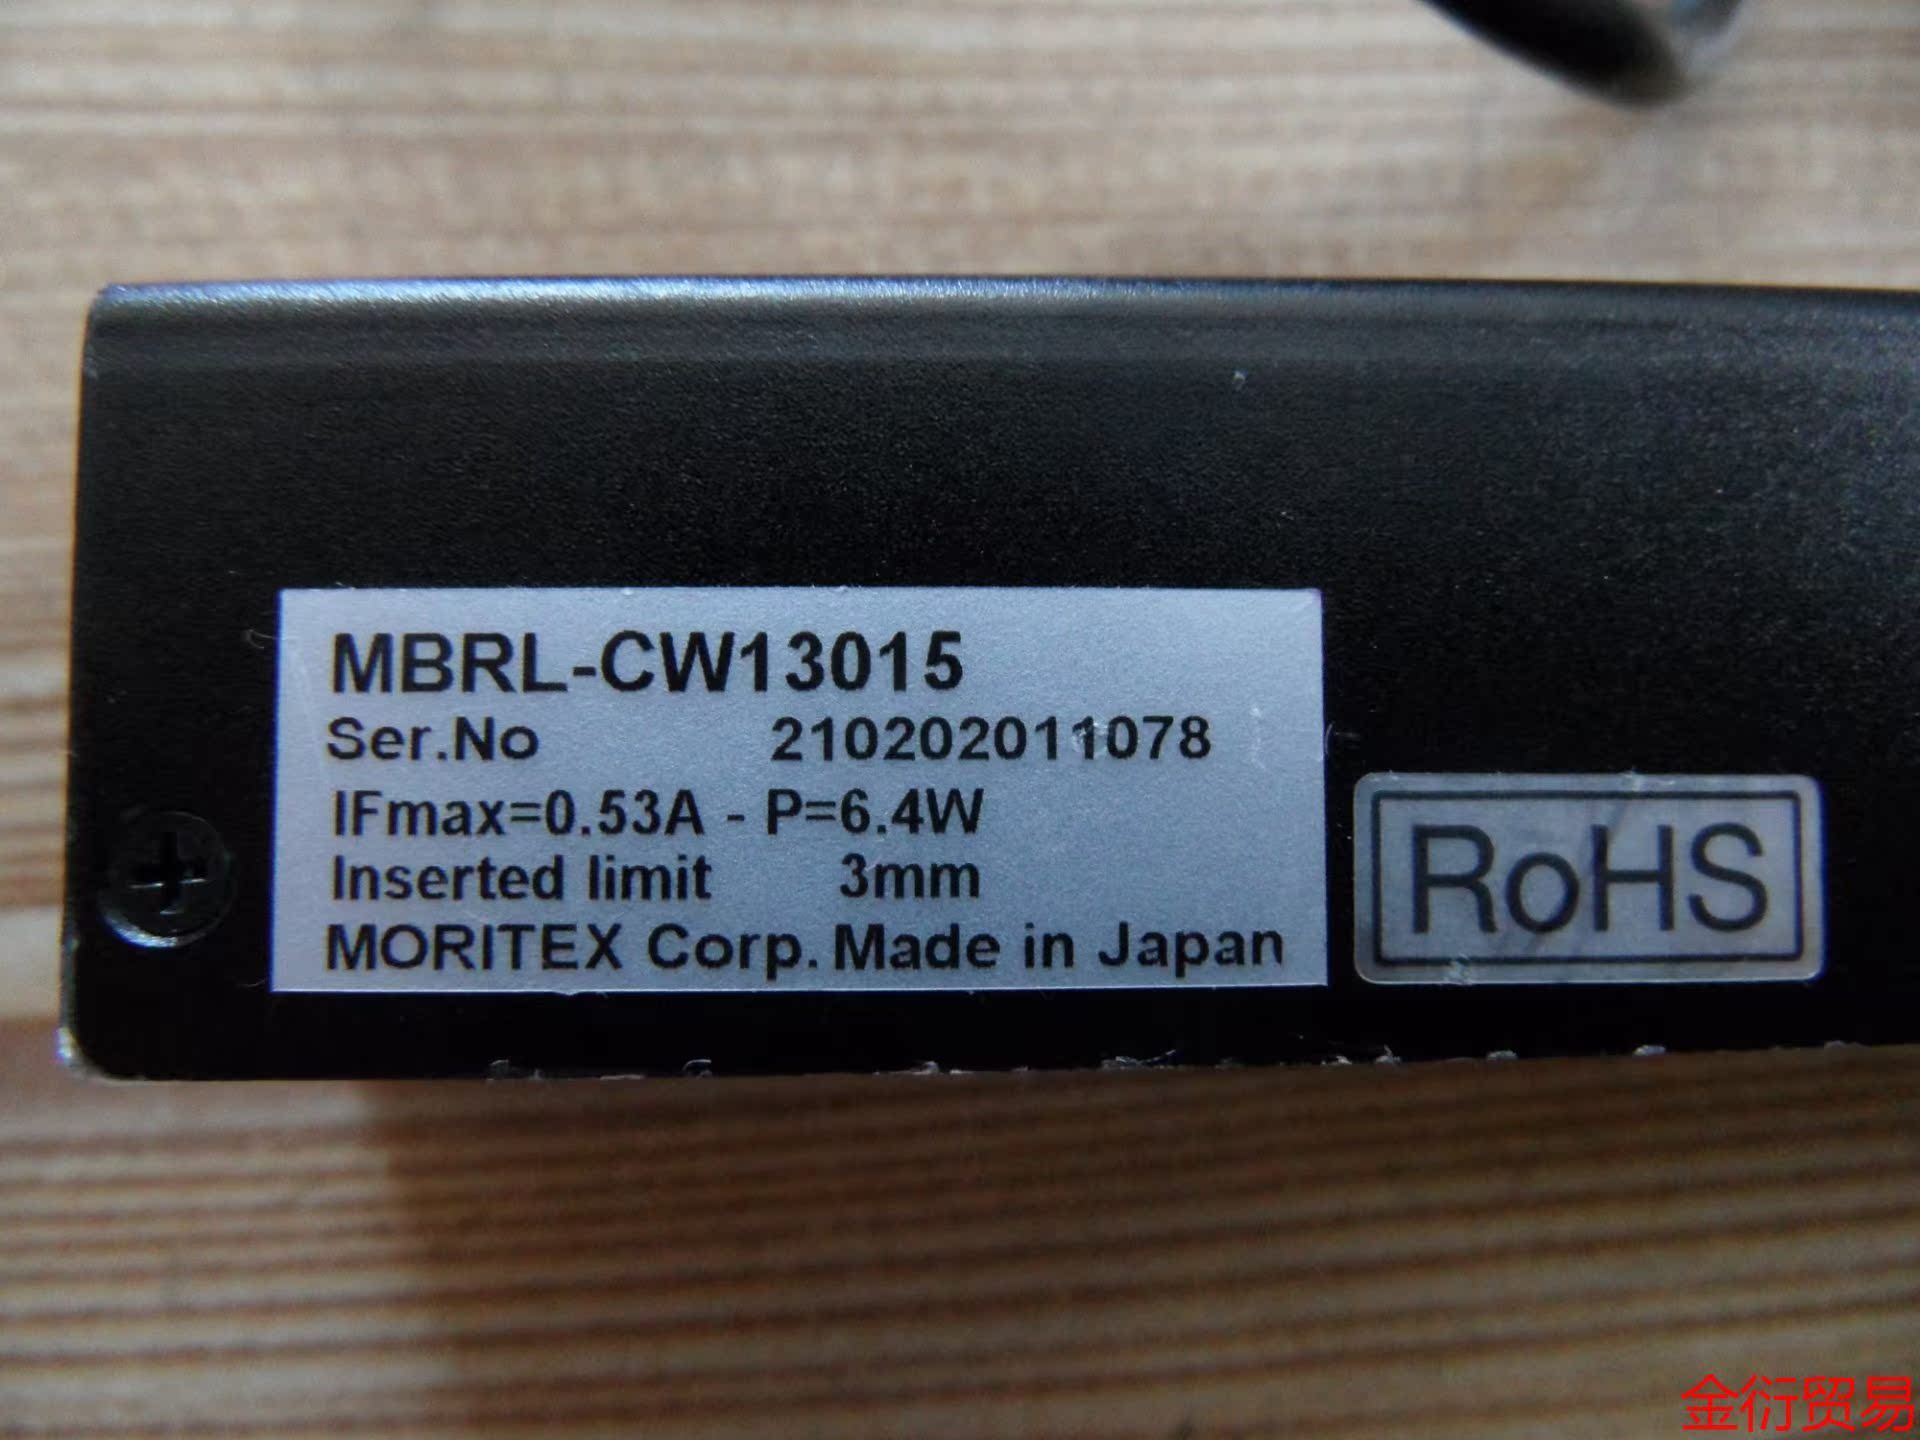 MBRL-CW13015
Ser.No 210202011078
IFmax=0.53A - P=6.4W
Inserted limit 3mm
MORITEX Corp. Made in Japan
RoHS
金衍贸易